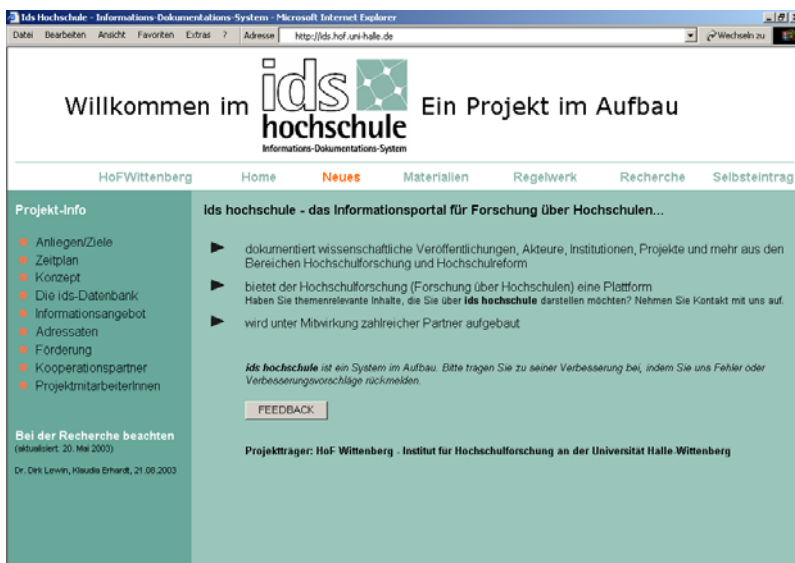 Ids Hochschule - Informations-Dokumentations-System - Microsoft Internet Explorer
Datei Bearbeiten Ansicht Favoriten Extras ? Adresse http://ids.hof.uni-halle.de Wechseln zu
Willkommen im ids hochschule Ein Projekt im Aufbau
Informations-Dokumentations-System
HoFWittenberg Home Neues Materialien Regelwerk Recherche Selbsteintrag
Projekt-Info
Anliegen/Ziele
Zeitplan
Konzept
Die ids-Datenbank
Informationsangebot
Adressaten
Förderung
Kooperationspartner
ProjektmitarbeiterInnen
Bei der Recherche beachten
(aktualisiert: 20. Mai 2003)
Dr. Dirk Lewin, Klaudia Erhardt, 21.08.2003
ids hochschule - das Informationsportal für Forschung über Hochschulen...
dokumentiert wissenschaftliche Veröffentlichungen, Akteure, Institutionen, Projekte und mehr aus den
Bereichen Hochschulforschung und Hochschulreform
bietet der Hochschulforschung (Forschung über Hochschulen) eine Plattform
Haben Sie themenrelevante Inhalte, die Sie über ids hochschule darstellen möchten? Nehmen Sie Kontakt mit uns auf.
wird unter Mitwirkung zahlreicher Partner aufgebaut
ids hochschule ist ein System im Aufbau. Bitte tragen Sie zu seiner Verbesserung bei, indem Sie uns Fehler oder
Verbesserungsvorschläge rückmelden.
FEEDBACK
Projektträger: HoF Wittenberg - Institut für Hochschulforschung an der Universität Halle-Wittenberg